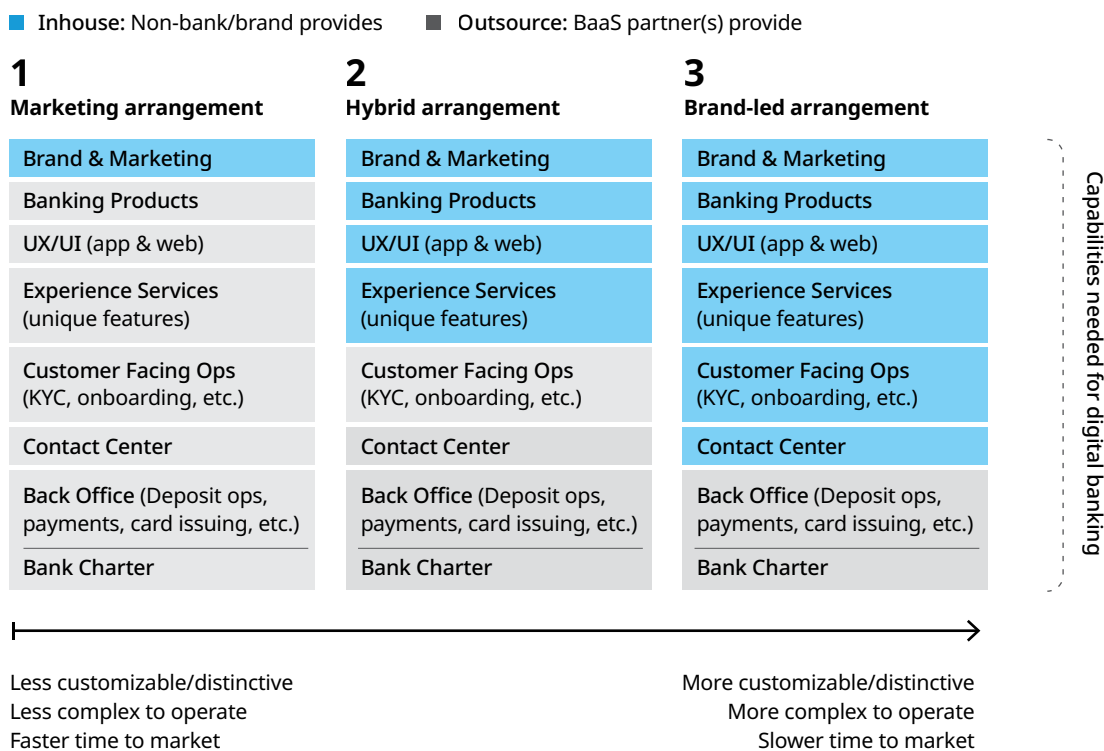 Inhouse: Non-bank/brand provides
Outsource: BaaS partner(s) provide
1
Marketing arrangement
Brand & Marketing
Banking Products
UX/UI (app & web)
Experience Services
(unique features)
Customer Facing Ops
(KYC, onboarding, etc.)
Contact Center
Back Office (Deposit ops,
payments, card issuing, etc.)
Bank Charter
2
Hybrid arrangement
Brand & Marketing
Banking Products
UX/UI (app & web)
Experience Services
(unique features)
Customer Facing Ops
(KYC, onboarding, etc.)
Contact Center
Back Office (Deposit ops,
payments, card issuing, etc.)
Bank Charter
3
Brand-led arrangement
Brand & Marketing
Banking Products
UX/UI (app & web)
Experience Services
(unique features)
Customer Facing Ops
(KYC, onboarding, etc.)
Contact Center
Back Office (Deposit ops,
payments, card issuing, etc.)
Bank Charter
Capabilities needed for digital banking
Less customizable/distinctive
Less complex to operate
Faster time to market
More customizable/distinctive
More complex to operate
Slower time to market